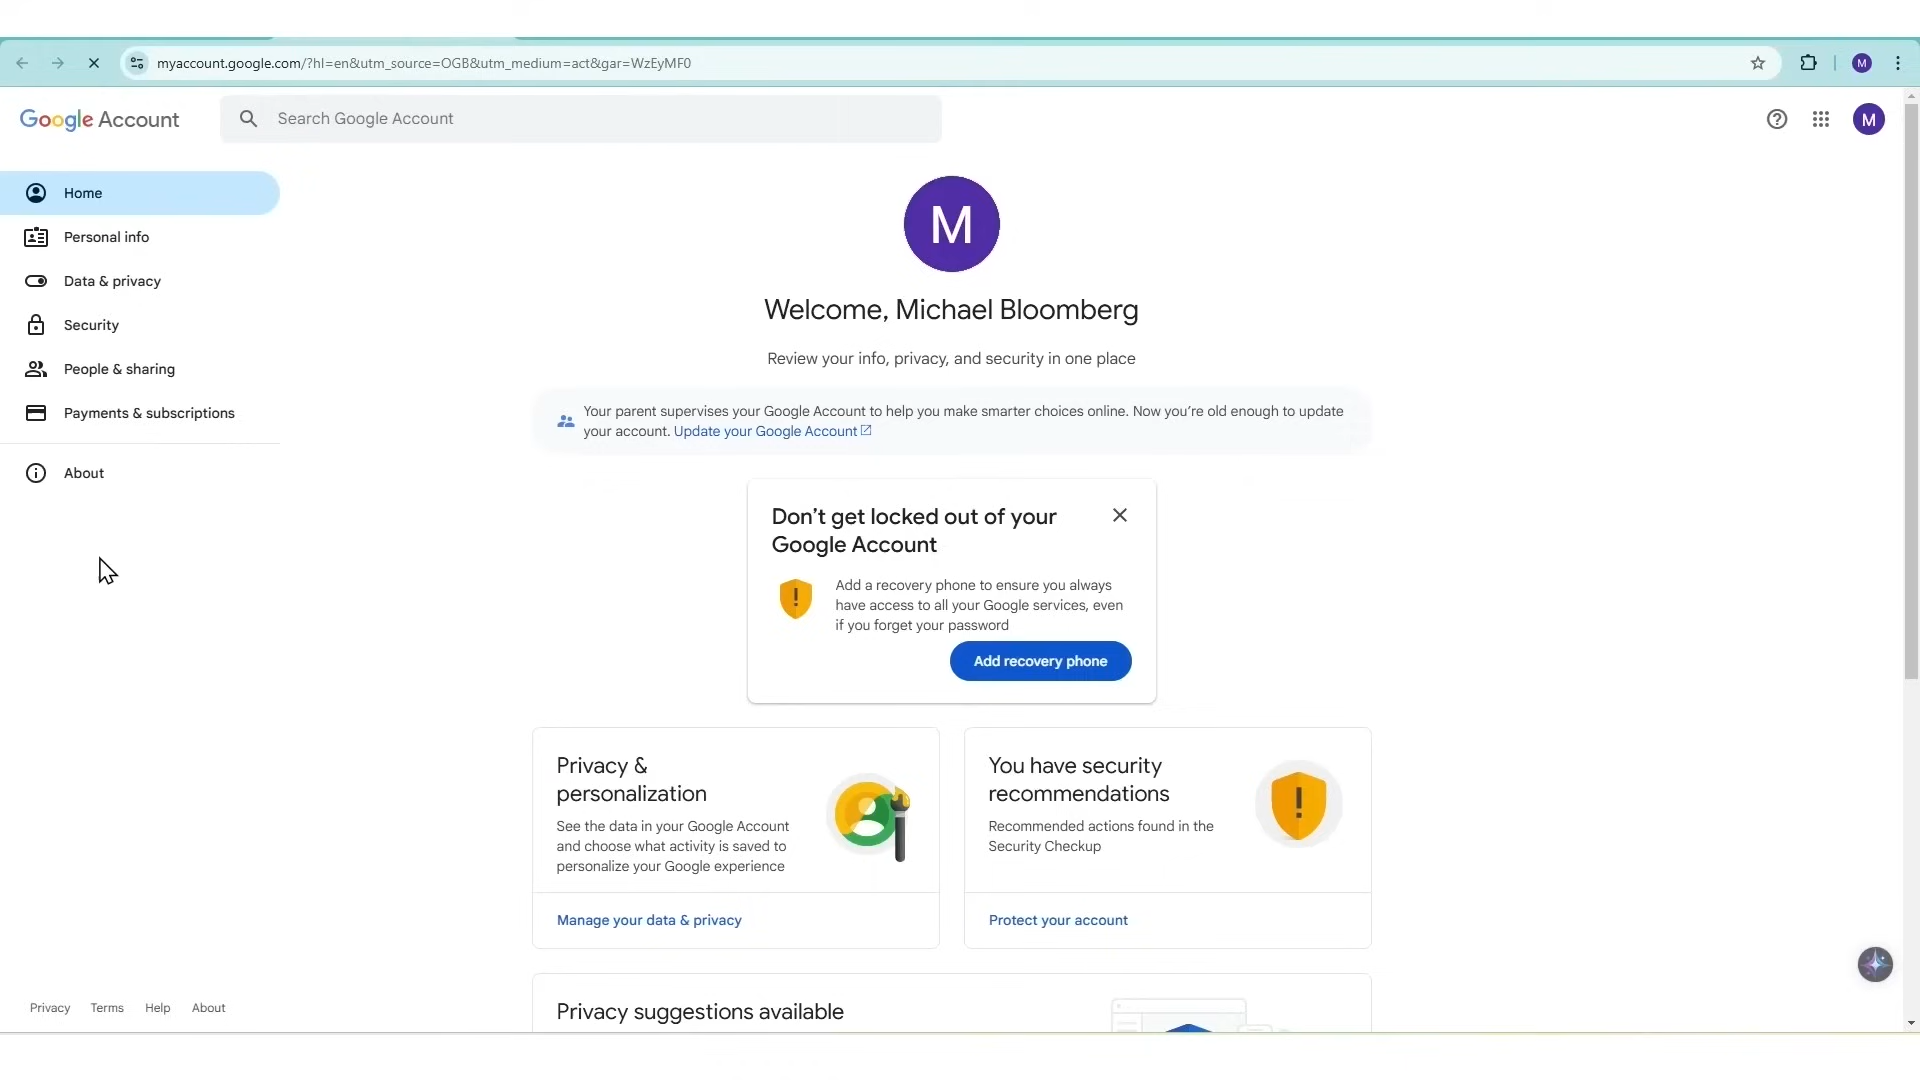 myaccount.google.com/?hl=en&utm_source=OGB&utm_medium=act&gar=WzEyMF0
M
Google Account
Search Google Account
M
Home
Personal info
Data & privacy
Security
People & sharing
Payments & subscriptions
About
M
Welcome, Michael Bloomberg
Review your info, privacy, and security in one place
Your parent supervises your Google Account to help you make smarter choices online. Now you’re old enough to update
your account. Update your Google Account
Don’t get locked out of your
Google Account
Add a recovery phone to ensure you always
have access to all your Google services, even
if you forget your password
Add recovery phone
Privacy &
personalization
See the data in your Google Account
and choose what activity is saved to
personalize your Google experience
Manage your data & privacy
You have security
recommendations
Recommended actions found in the
Security Checkup
Protect your account
Privacy suggestions available
Privacy Terms Help About